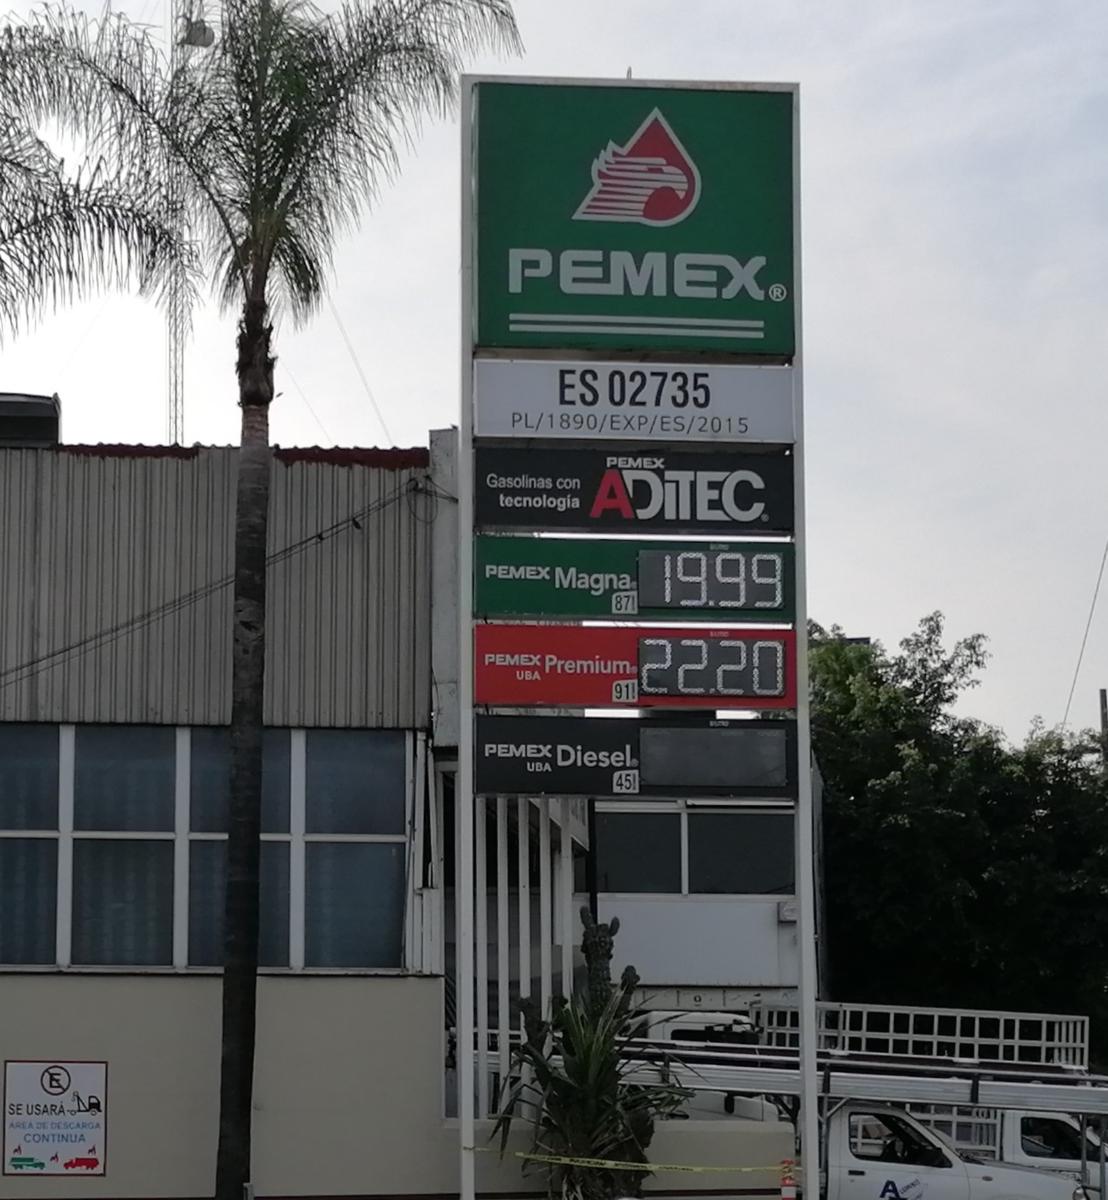 PEMEX®
ES 02735
PL/1890/EXP/ES/2015
Gasolinas con
tecnología
PEMEX
ADiTEC®
PEMEX Magna
87
19.99
PEMEX Premium
UBA
91
22.20
PEMEX Diesel
UBA
45
E
SE USARÁ
AREA DE DESCARGA
CONTINUA
A